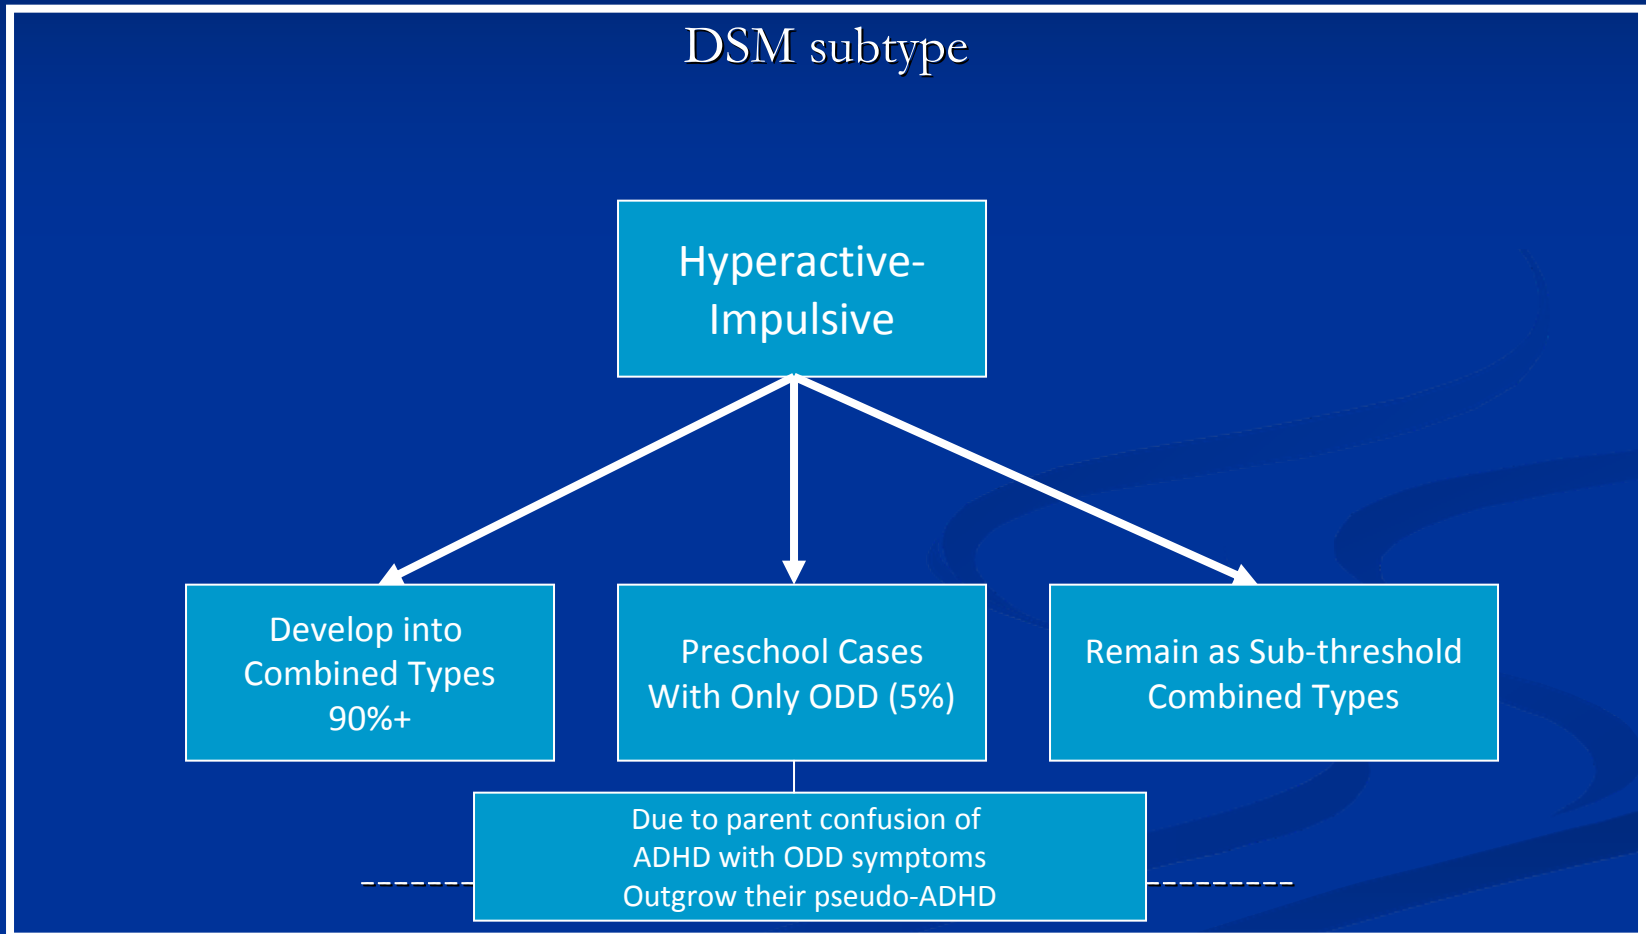 DSM subtype
Hyperactive-
Impulsive
Develop into
Combined Types
90%+
Preschool Cases
With Only ODD (5%)
Remain as Sub-threshold
Combined Types
Due to parent confusion of
ADHD with ODD symptoms
Outgrow their pseudo-ADHD